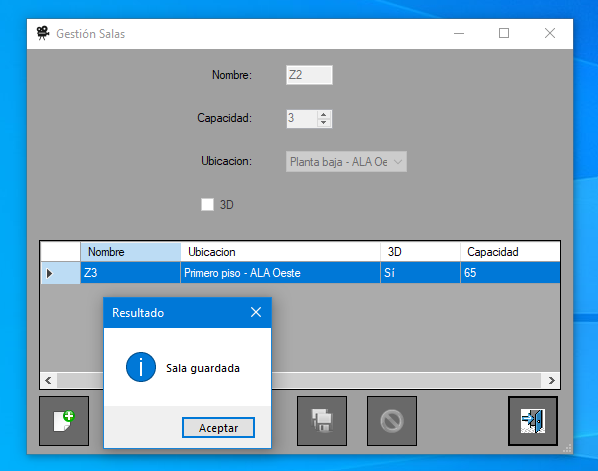 Gestión Salas
Nombre: Z2
Capacidad: 3
Ubicacion: Planta baja - ALA Oe
3D
Nombre Ubicacion 3D Capacidad
Z3 Primero piso - ALA Oeste Sí 65
Resultado
Sala guardada
Aceptar